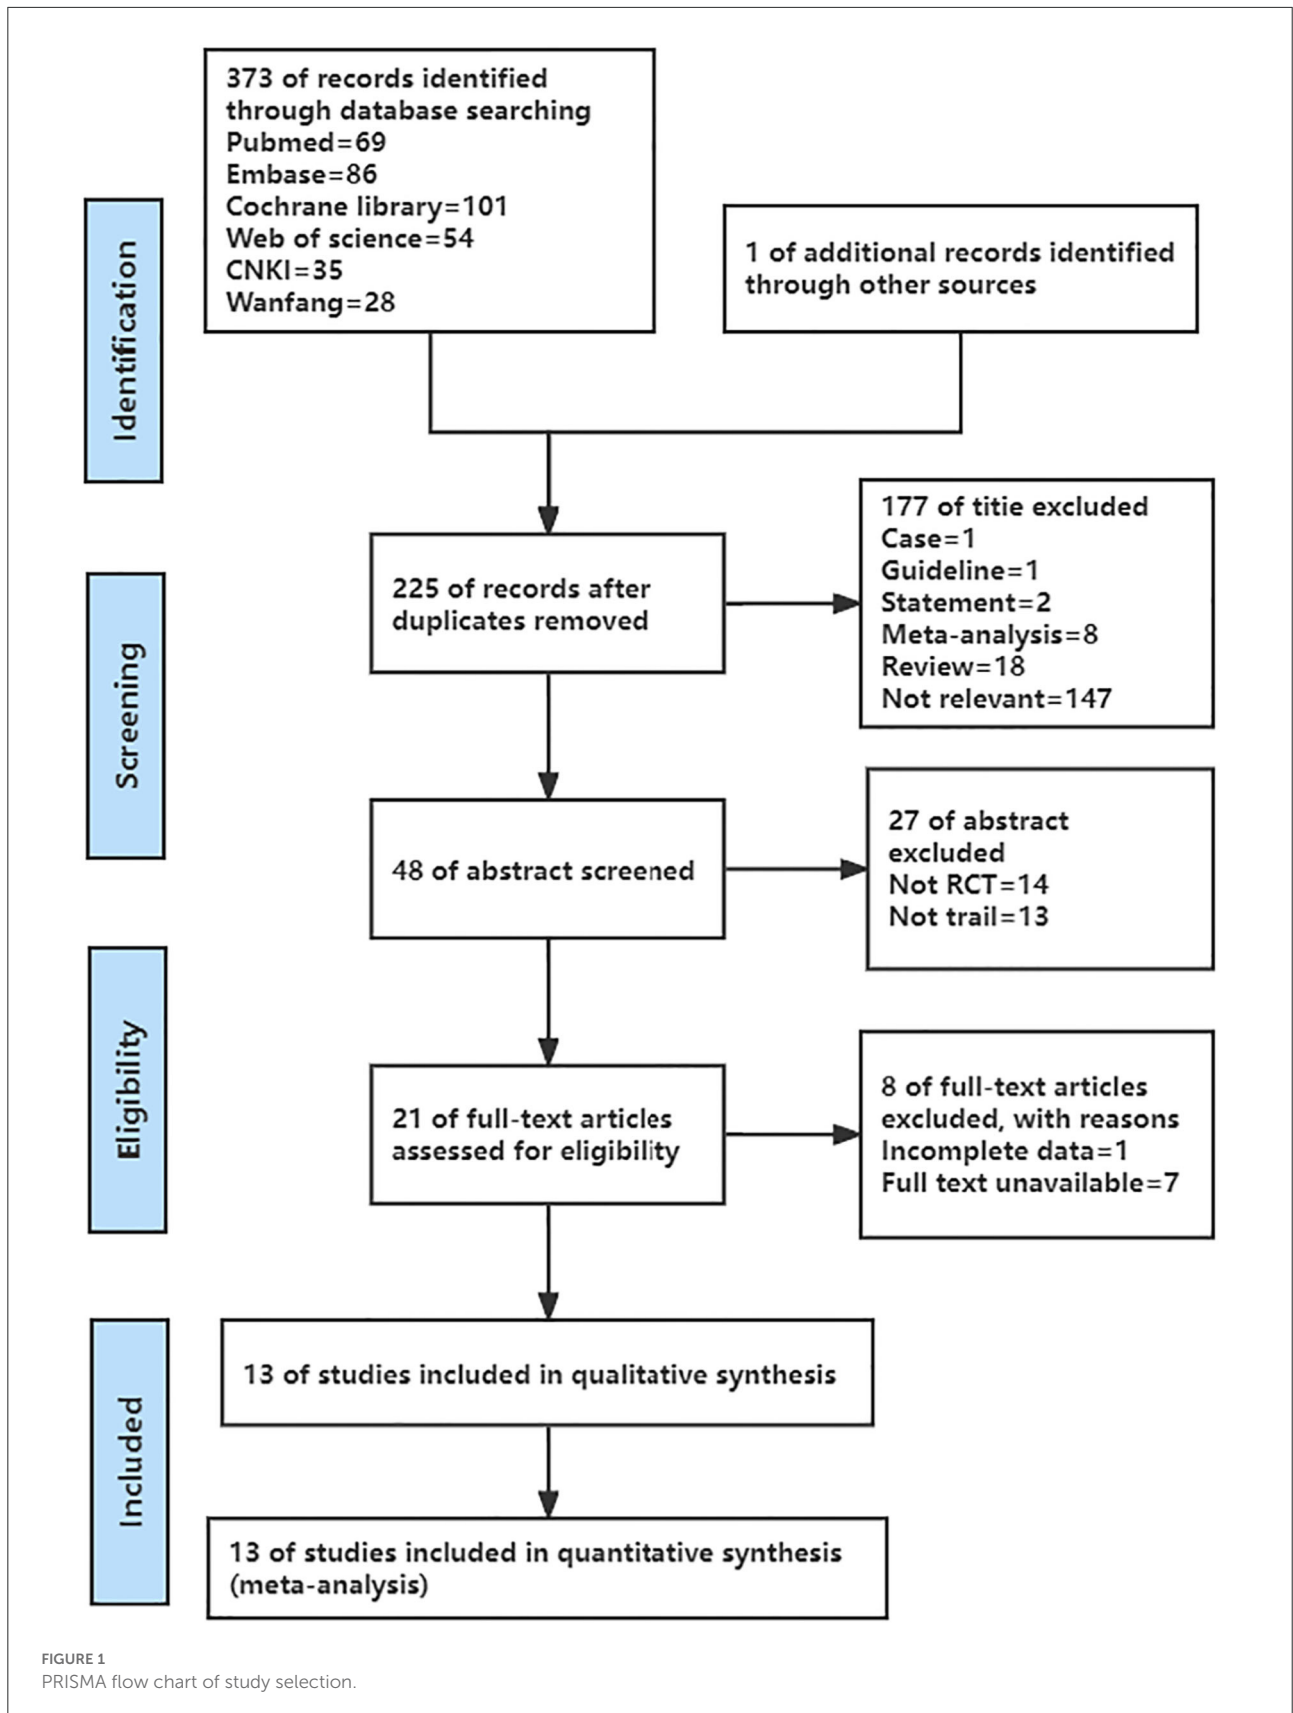 373 of records identified
through database searching
Pubmed=69
Embase=86
Cochrane library=101
Web of science=54
CNKI=35
Wanfang=28
1 of additional records identified
through other sources
Identification
225 of records after
duplicates removed
177 of titie excluded
Case=1
Guideline=1
Statement=2
Meta-analysis=8
Review=18
Not relevant=147
Screening
48 of abstract screened
27 of abstract
excluded
Not RCT=14
Not trail=13
Eligibility
21 of full-text articles
assessed for eligibility
8 of full-text articles
excluded, with reasons
Incomplete data=1
Full text unavailable=7
Included
13 of studies included in qualitative synthesis
13 of studies included in quantitative synthesis
(meta-analysis)
FIGURE 1
PRISMA flow chart of study selection.